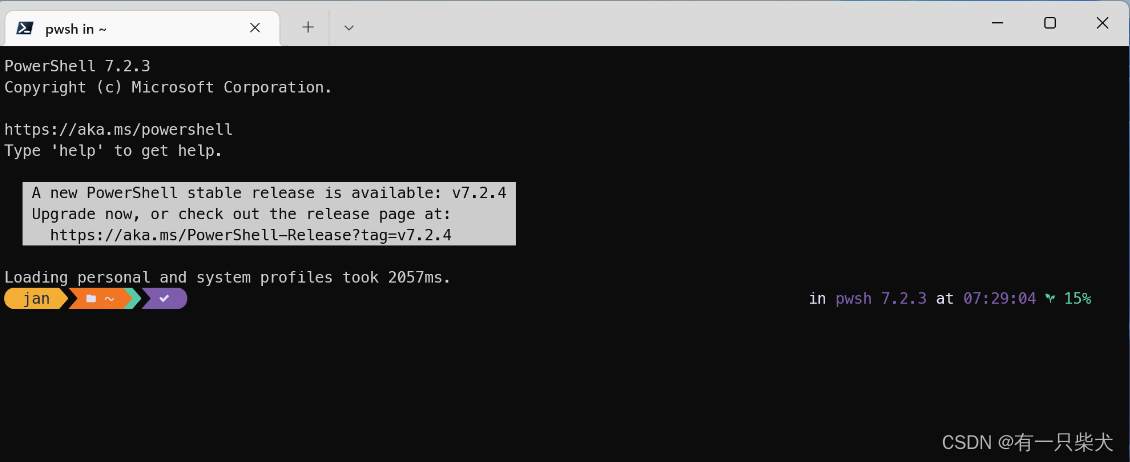 pwsh in ~
PowerShell 7.2.3
Copyright (c) Microsoft Corporation.
https://aka.ms/powershell
Type 'help' to get help.
A new PowerShell stable release is available: v7.2.4
Upgrade now, or check out the release page at:
https://aka.ms/PowerShell-Release?tag=v7.2.4
Loading personal and system profiles took 2057ms.
jan ~ in pwsh 7.2.3 at 07:29:04 15%
CSDN @有一只柴犬